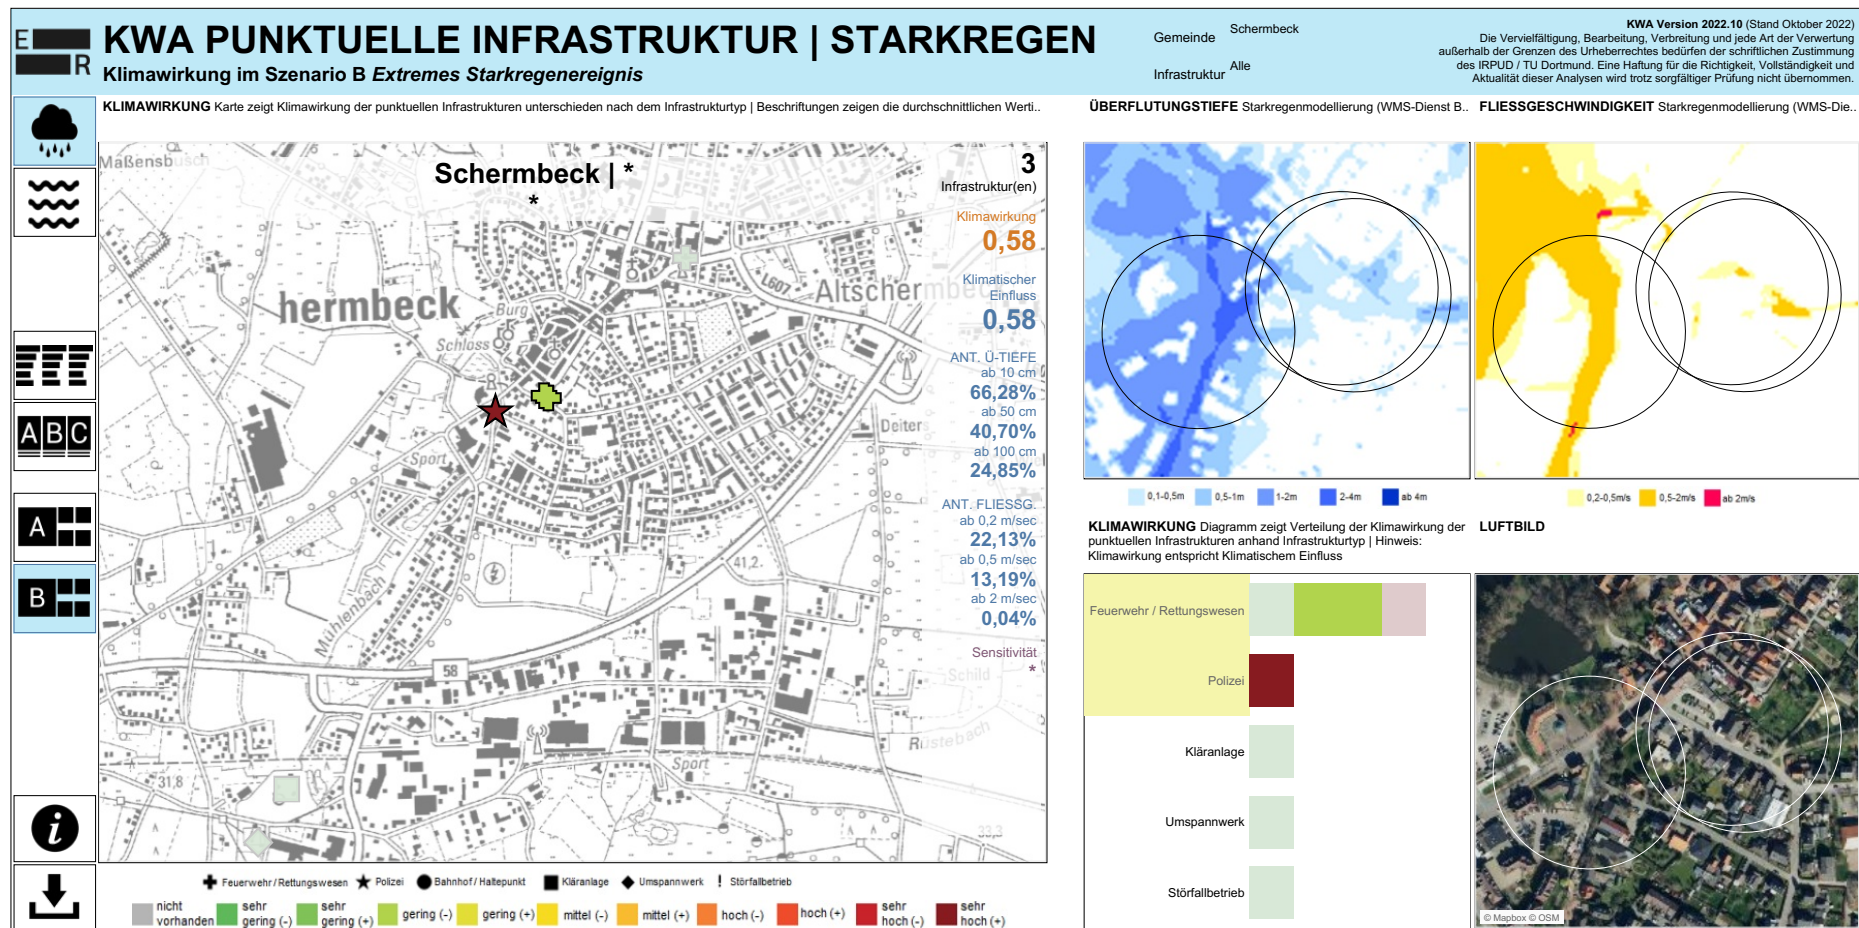 E
R
KWA PUNKTUELLE INFRASTRUKTUR | STARKREGEN
Klimawirkung im Szenario B Extremes Starkregenereignis
Gemeinde
Schermbeck
Infrastruktur
Alle
KWA Version 2022.10 (Stand Oktober 2022)
Die Vervielfältigung, Bearbeitung, Verbreitung und jede Art der Verwertung
außerhalb der Grenzen des Urheberrechtes bedürfen der schriftlichen Zustimmung
des IRPUD / TU Dortmund. Eine Haftung für die Richtigkeit, Vollständigkeit und
Aktualität dieser Analysen wird trotz sorgfältiger Prüfung nicht übernommen.
KLIMAWIRKUNG Karte zeigt Klimawirkung der punktuellen Infrastrukturen unterschieden nach dem Infrastrukturtyp | Beschriftungen zeigen die durchschnittlichen Werti..
Schermbeck | *
*
3
Infrastruktur(en)
Klimawirkung
0,58
Klimatischer
Einfluss
0,58
ANT. Ü-TIEFE
ab 10 cm
66,28%
ab 50 cm
40,70%
ab 100 cm
24,85%
ANT. FLIESSG.
ab 0,2 m/sec
22,13%
ab 0,5 m/sec
13,19%
ab 2 m/sec
0,04%
Sensitivität
*
Maßensbusch
hermbeck
Burg
Schloss
L607
Altschermbeck
Deiters
Sport
Mühlenbach
41,2
58
Schild
Rüstebach
Sport
31,8
33,3
A B C
A
B
i
Feuerwehr / Rettungswesen
Polizei
Bahnhof / Haltepunkt
Kläranlage
Umspannwerk
! Störfallbetrieb
nicht vorhanden
sehr gering (-)
sehr gering (+)
gering (-)
gering (+)
mittel (-)
mittel (+)
hoch (-)
hoch (+)
sehr hoch (-)
sehr hoch (+)
ÜBERFLUTUNGSTIEFE Starkregenmodellierung (WMS-Dienst B..
0,1-0,5m
0,5-1m
1-2m
2-4m
ab 4m
FLIESSGESCHWINDIGKEIT Starkregenmodellierung (WMS-Die..
0,2-0,5m/s
0,5-2m/s
ab 2m/s
KLIMAWIRKUNG Diagramm zeigt Verteilung der Klimawirkung der
punktuellen Infrastrukturen anhand Infrastrukturtyp | Hinweis:
Klimawirkung entspricht Klimatischem Einfluss
Feuerwehr / Rettungswesen
Polizei
Kläranlage
Umspannwerk
Störfallbetrieb
LUFTBILD
© Mapbox © OSM